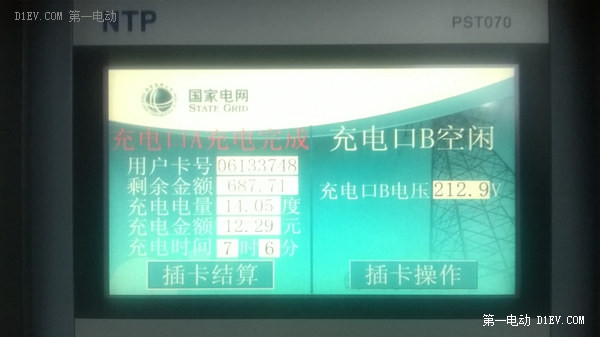 D1EV.COM 第一电动
NTP
PST070
国家电网
STATE GRID
充电口A充电完成
用户卡号 06133748
剩余金额 687.71
充电电量 14.05 度
充电金额 12.29 元
充电时间 7 时 6 分
插卡结算
充电口B空闲
充电口B电压 212.9 V
插卡操作
第一电动 D1EV.COM